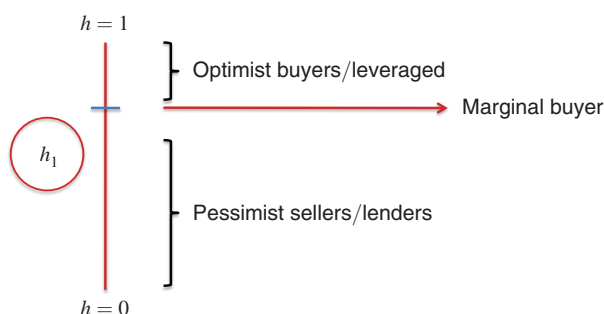 h = 1
Optimist buyers/leveraged
Marginal buyer
h₁
Pessimist sellers/lenders
h = 0